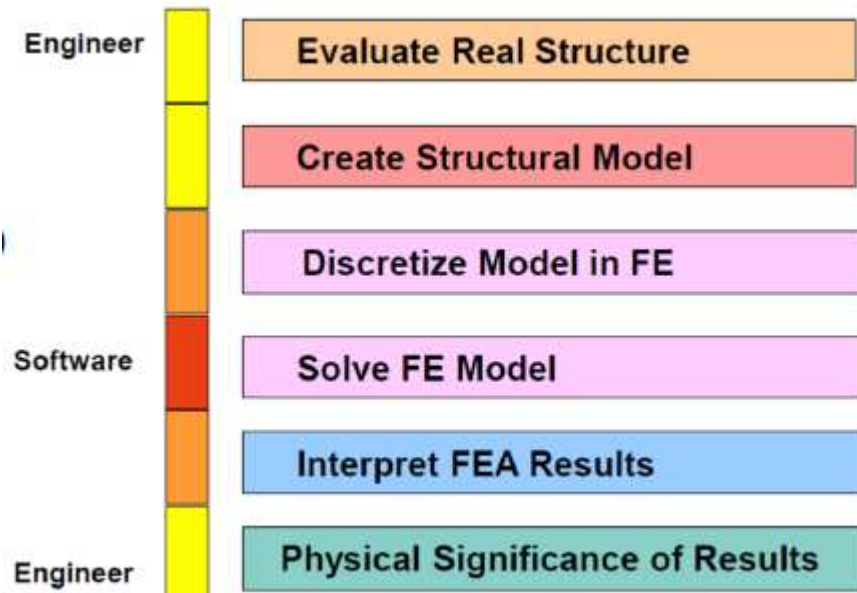 Engineer
Evaluate Real Structure
Create Structural Model
Discretize Model in FE
Software
Solve FE Model
Interpret FEA Results
Engineer
Physical Significance of Results